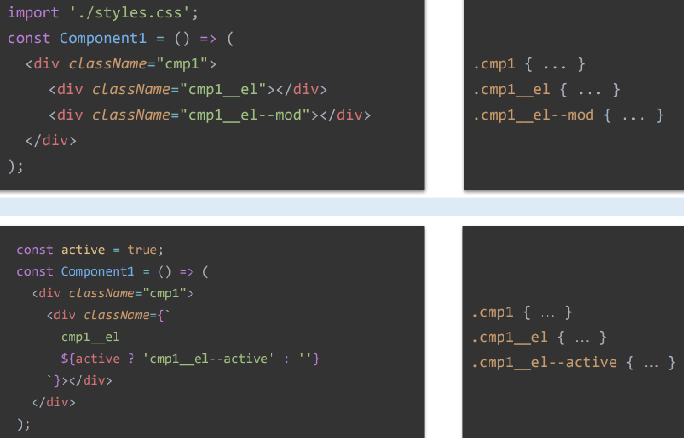 import './styles.css';
const Component1 = () => (
<div className="cmp1">
<div className="cmp1__el"></div>
<div className="cmp1__el--mod"></div>
</div>
);
.cmp1 { ... }
.cmp1__el { ... }
.cmp1__el--mod { ... }
const active = true;
const Component1 = () => (
<div className="cmp1">
<div className={`
cmp1__el
${active ? 'cmp1__el--active' : ''}
`}></div>
</div>
);
.cmp1 { ... }
.cmp1__el { ... }
.cmp1__el--active { ... }